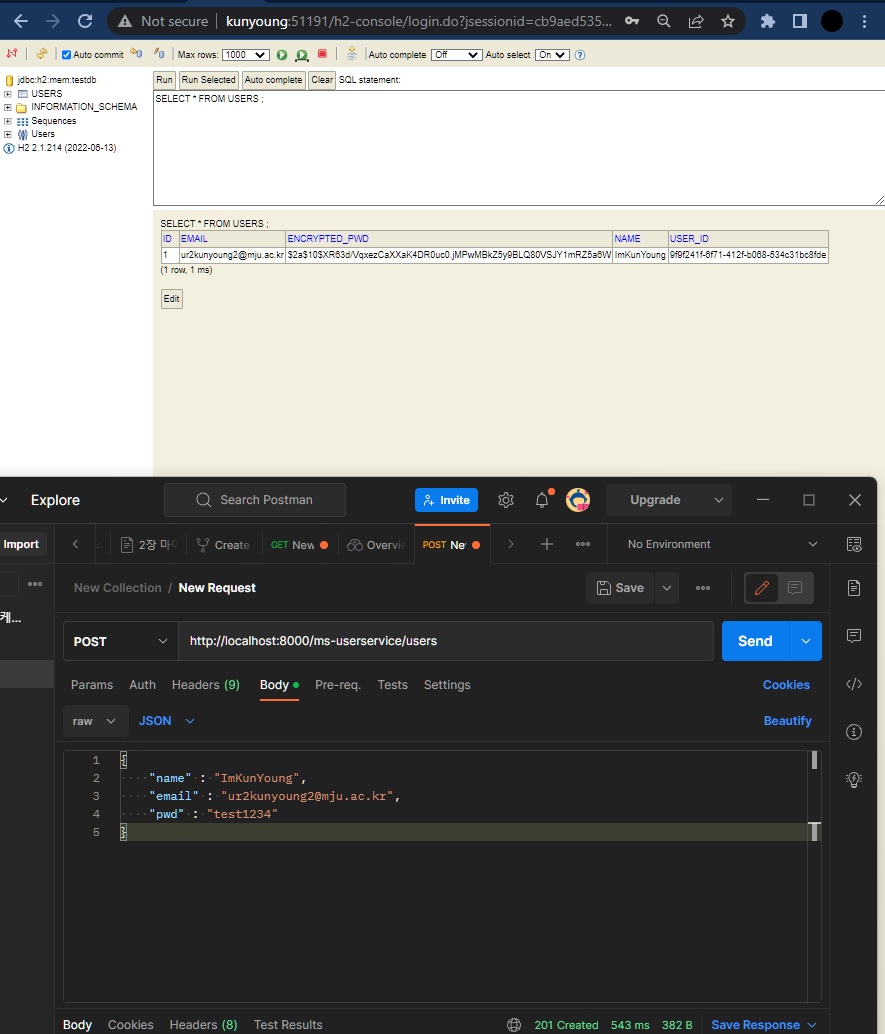 Not secure kunyoung:51191/h2-console/login.do?jsessionid=cb9aed535...
Auto commit Max rows: 1000 Auto complete Off Auto select On
jdbc:h2:mem:testdb
USERS
INFORMATION_SCHEMA
Sequences
Users
H2 2.1.214 (2022-06-13)
Run Run Selected Auto complete Clear SQL statement:
SELECT * FROM USERS ;
SELECT * FROM USERS ;
ID EMAIL ENCRYPTED_PWD NAME USER_ID
1 ur2kunyoung2@mju.ac.kr $2a$10$XR63d/VqxezCaXXaK4DR0uc0.jMPwMBkZ5y9BLQ80VSJY1mRZ5a6W ImKunYoung 9f9f241f-6f71-412f-b068-534c31bc8fde
(1 row, 1 ms)
Edit
Explore Search Postman Invite Upgrade
Import 2장 마 Create GET New Overvie POST Ne No Environment
New Collection / New Request Save
케...
POST http://localhost:8000/ms-userservice/users Send
Params Auth Headers (9) Body Pre-req. Tests Settings Cookies
raw JSON Beautify
1 {
2 "name" : "ImKunYoung",
3 "email" : "ur2kunyoung2@mju.ac.kr",
4 "pwd" : "test1234"
5 }
Body Cookies Headers (8) Test Results 201 Created 543 ms 382 B Save Response